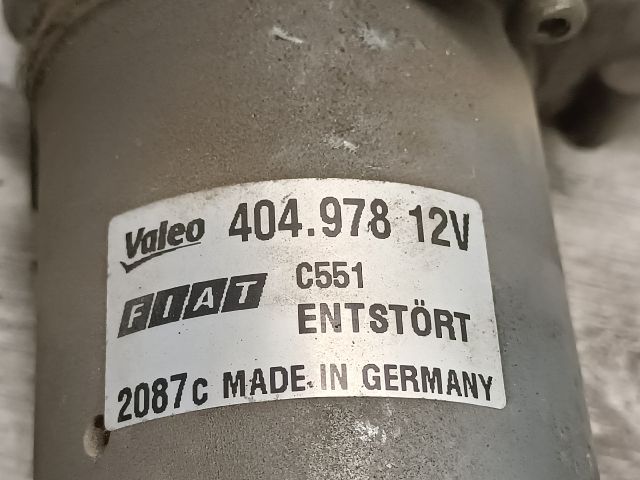 Valeo 404.978 12V
FIAT C551
ENTSTÖRT
2087c MADE.IN GERMANY